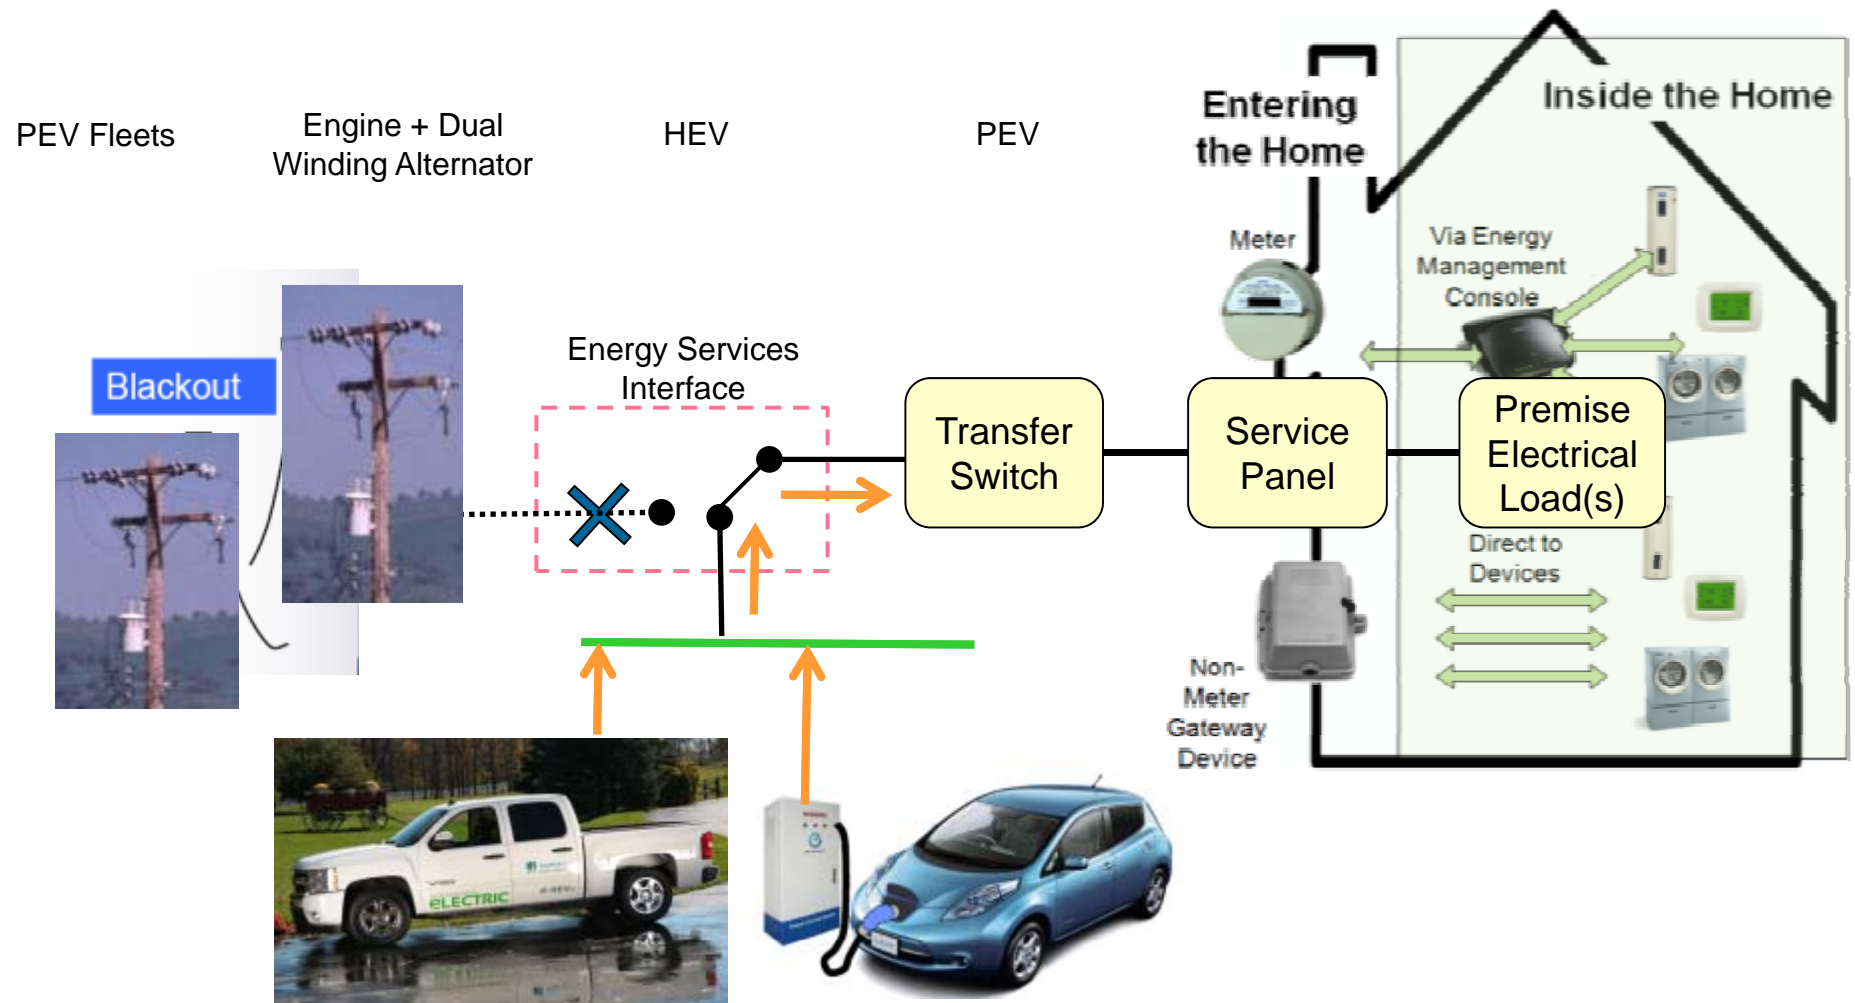 PEV Fleets
Engine + Dual
Winding Alternator
HEV
PEV
Entering
the Home
Inside the Home
Meter
Via Energy
Management
Console
Blackout
Energy Services
Interface
Transfer
Switch
Service
Panel
Premise
Electrical
Load(s)
Direct to
Devices
Non-
Meter
Gateway
Device
eLECTRIC